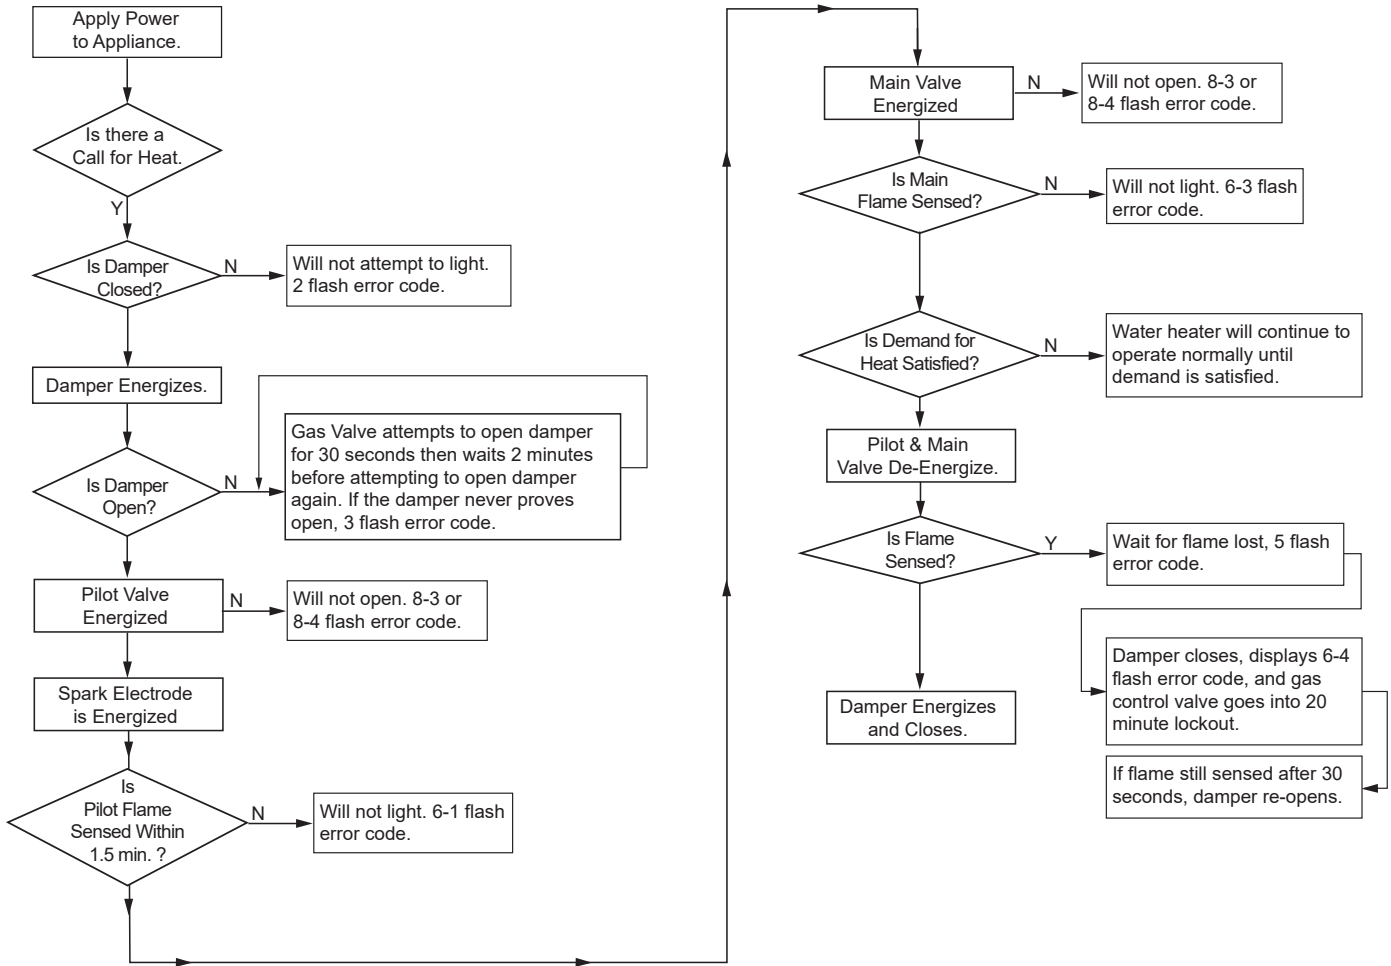 Apply Power
to Appliance.
Is there a
Call for Heat.
Y
Is Damper
Closed?
N
Will not attempt to light.
2 flash error code.
Damper Energizes.
Is Damper
Open?
N
Gas Valve attempts to open damper
for 30 seconds then waits 2 minutes
before attempting to open damper
again. If the damper never proves
open, 3 flash error code.
Pilot Valve
Energized
N
Will not open. 8-3 or
8-4 flash error code.
Spark Electrode
is Energized
Is
Pilot Flame
Sensed Within
1.5 min. ?
N
Will not light. 6-1 flash
error code.
Main Valve
Energized
N
Will not open. 8-3 or
8-4 flash error code.
Is Main
Flame Sensed?
N
Will not light. 6-3 flash
error code.
Is Demand for
Heat Satisfied?
N
Water heater will continue to
operate normally until
demand is satisfied.
Pilot & Main
Valve De-Energize.
Is Flame
Sensed?
Y
Wait for flame lost, 5 flash
error code.
Damper closes, displays 6-4
flash error code, and gas
control valve goes into 20
minute lockout.
If flame still sensed after 30
seconds, damper re-opens.
Damper Energizes
and Closes.